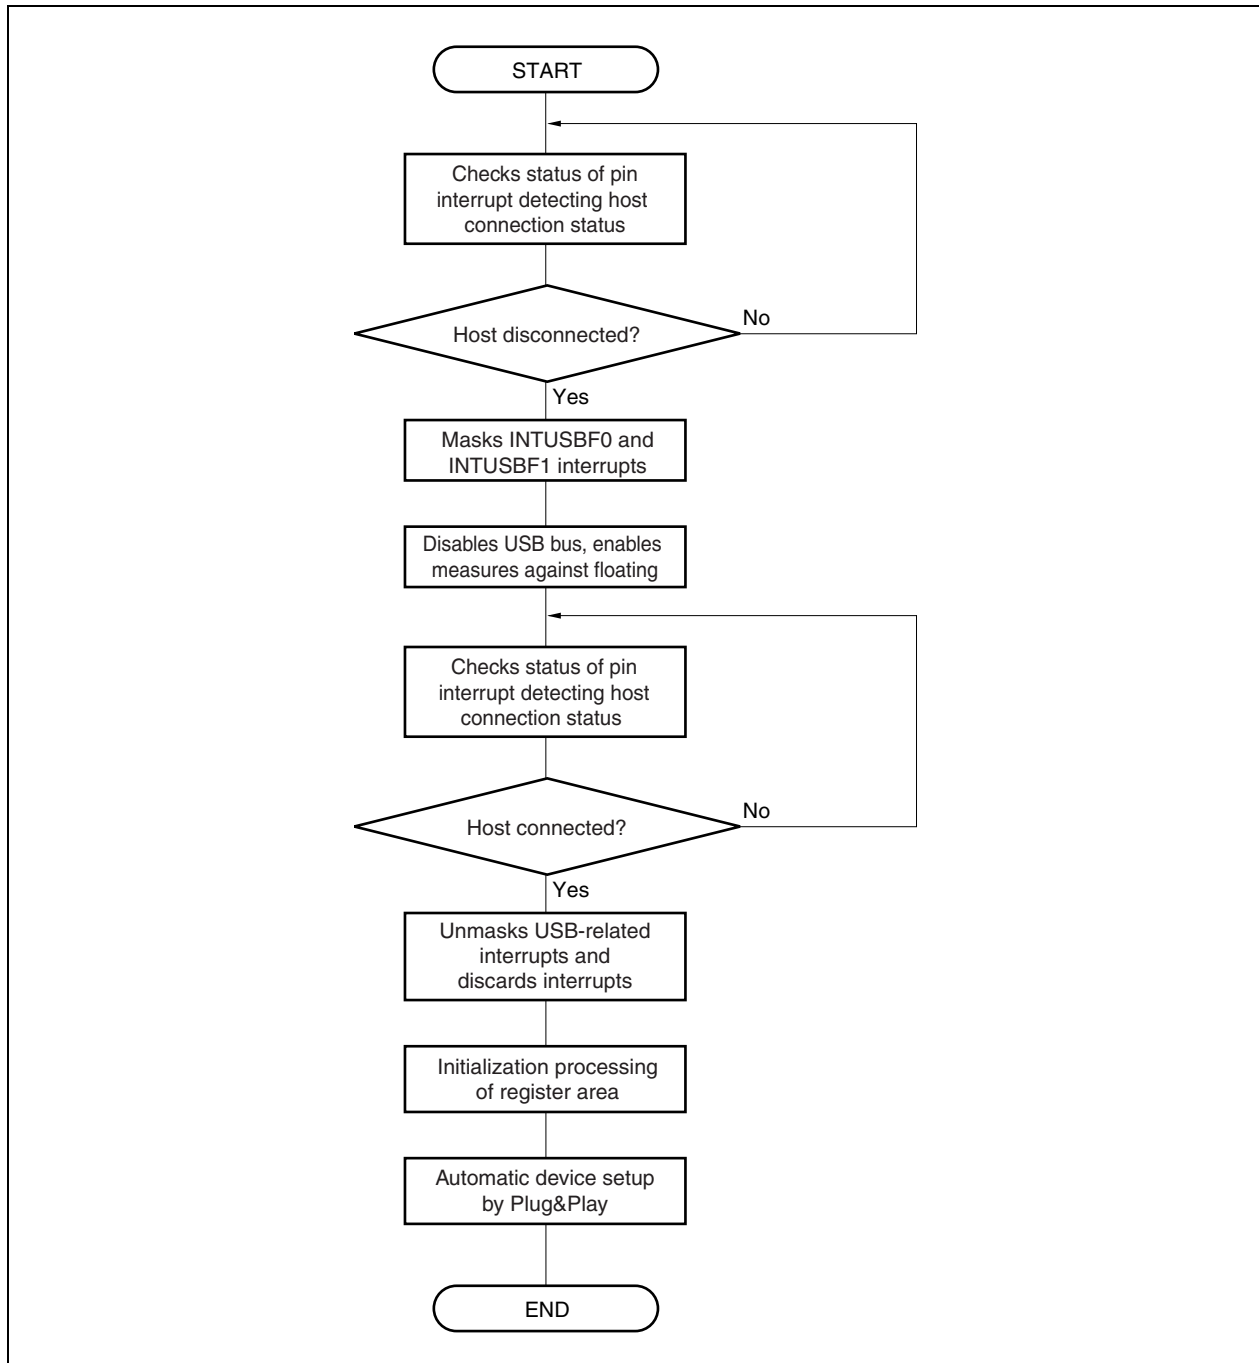 START
Checks status of pin
interrupt detecting host
connection status
Host disconnected?
No
Yes
Masks INTUSBF0 and
INTUSBF1 interrupts
Disables USB bus, enables
measures against floating
Checks status of pin
interrupt detecting host
connection status
Host connected?
No
Yes
Unmasks USB-related
interrupts and
discards interrupts
Initialization processing
of register area
Automatic device setup
by Plug&Play
END